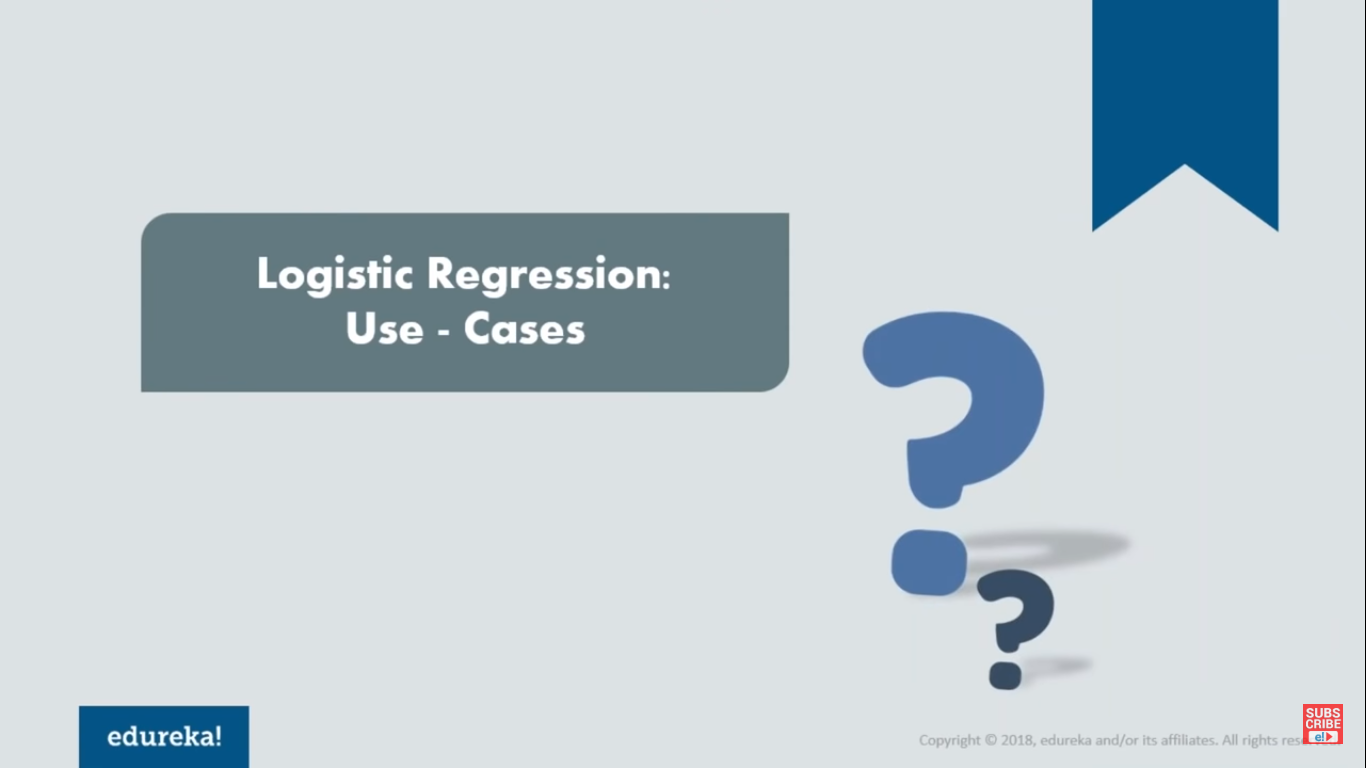 Logistic Regression:
Use - Cases
edureka!
Copyright © 2018, edureka and/or its affiliates. All rights
SUBS
CRIBE
e!